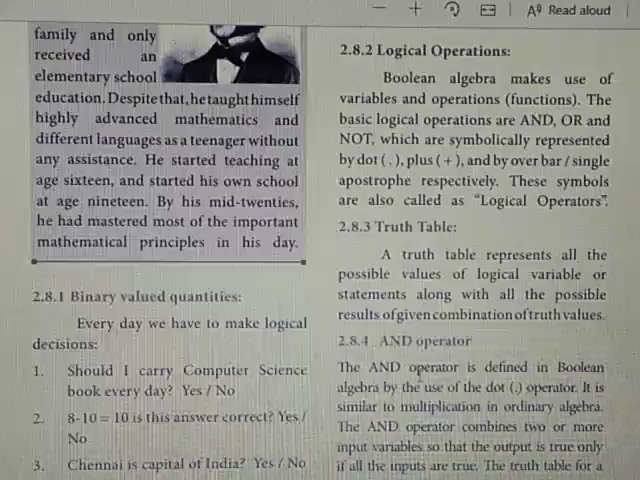 Read aloud
family and only
received an
elementary school
education. Despite that, he taught himself
highly advanced mathematics and
different languages as a teenager without
any assistance. He started teaching at
age sixteen, and started his own school
at age nineteen. By his mid-twenties,
he had mastered most of the important
mathematical principles in his day.
2.8.1 Binary valued quantities:
Every day we have to make logical
decisions:
1. Should I carry Computer Science
book every day? Yes / No
2. 8-10 = 10 is this answer correct? Yes /
No
3. Chennai is capital of India? Yes / No
2.8.2 Logical Operations:
Boolean algebra makes use of
variables and operations (functions). The
basic logical operations are AND, OR and
NOT, which are symbolically represented
by dot ( . ), plus ( + ), and by over bar / single
apostrophe respectively. These symbols
are also called as “Logical Operators”.
2.8.3 Truth Table:
A truth table represents all the
possible values of logical variable or
statements along with all the possible
results of given combination of truth values.
2.8.4 AND operator
The AND operator is defined in Boolean
algebra by the use of the dot (.) operator. It is
similar to multiplication in ordinary algebra.
The AND operator combines two or more
input variables so that the output is true only
if all the inputs are true. The truth table for a